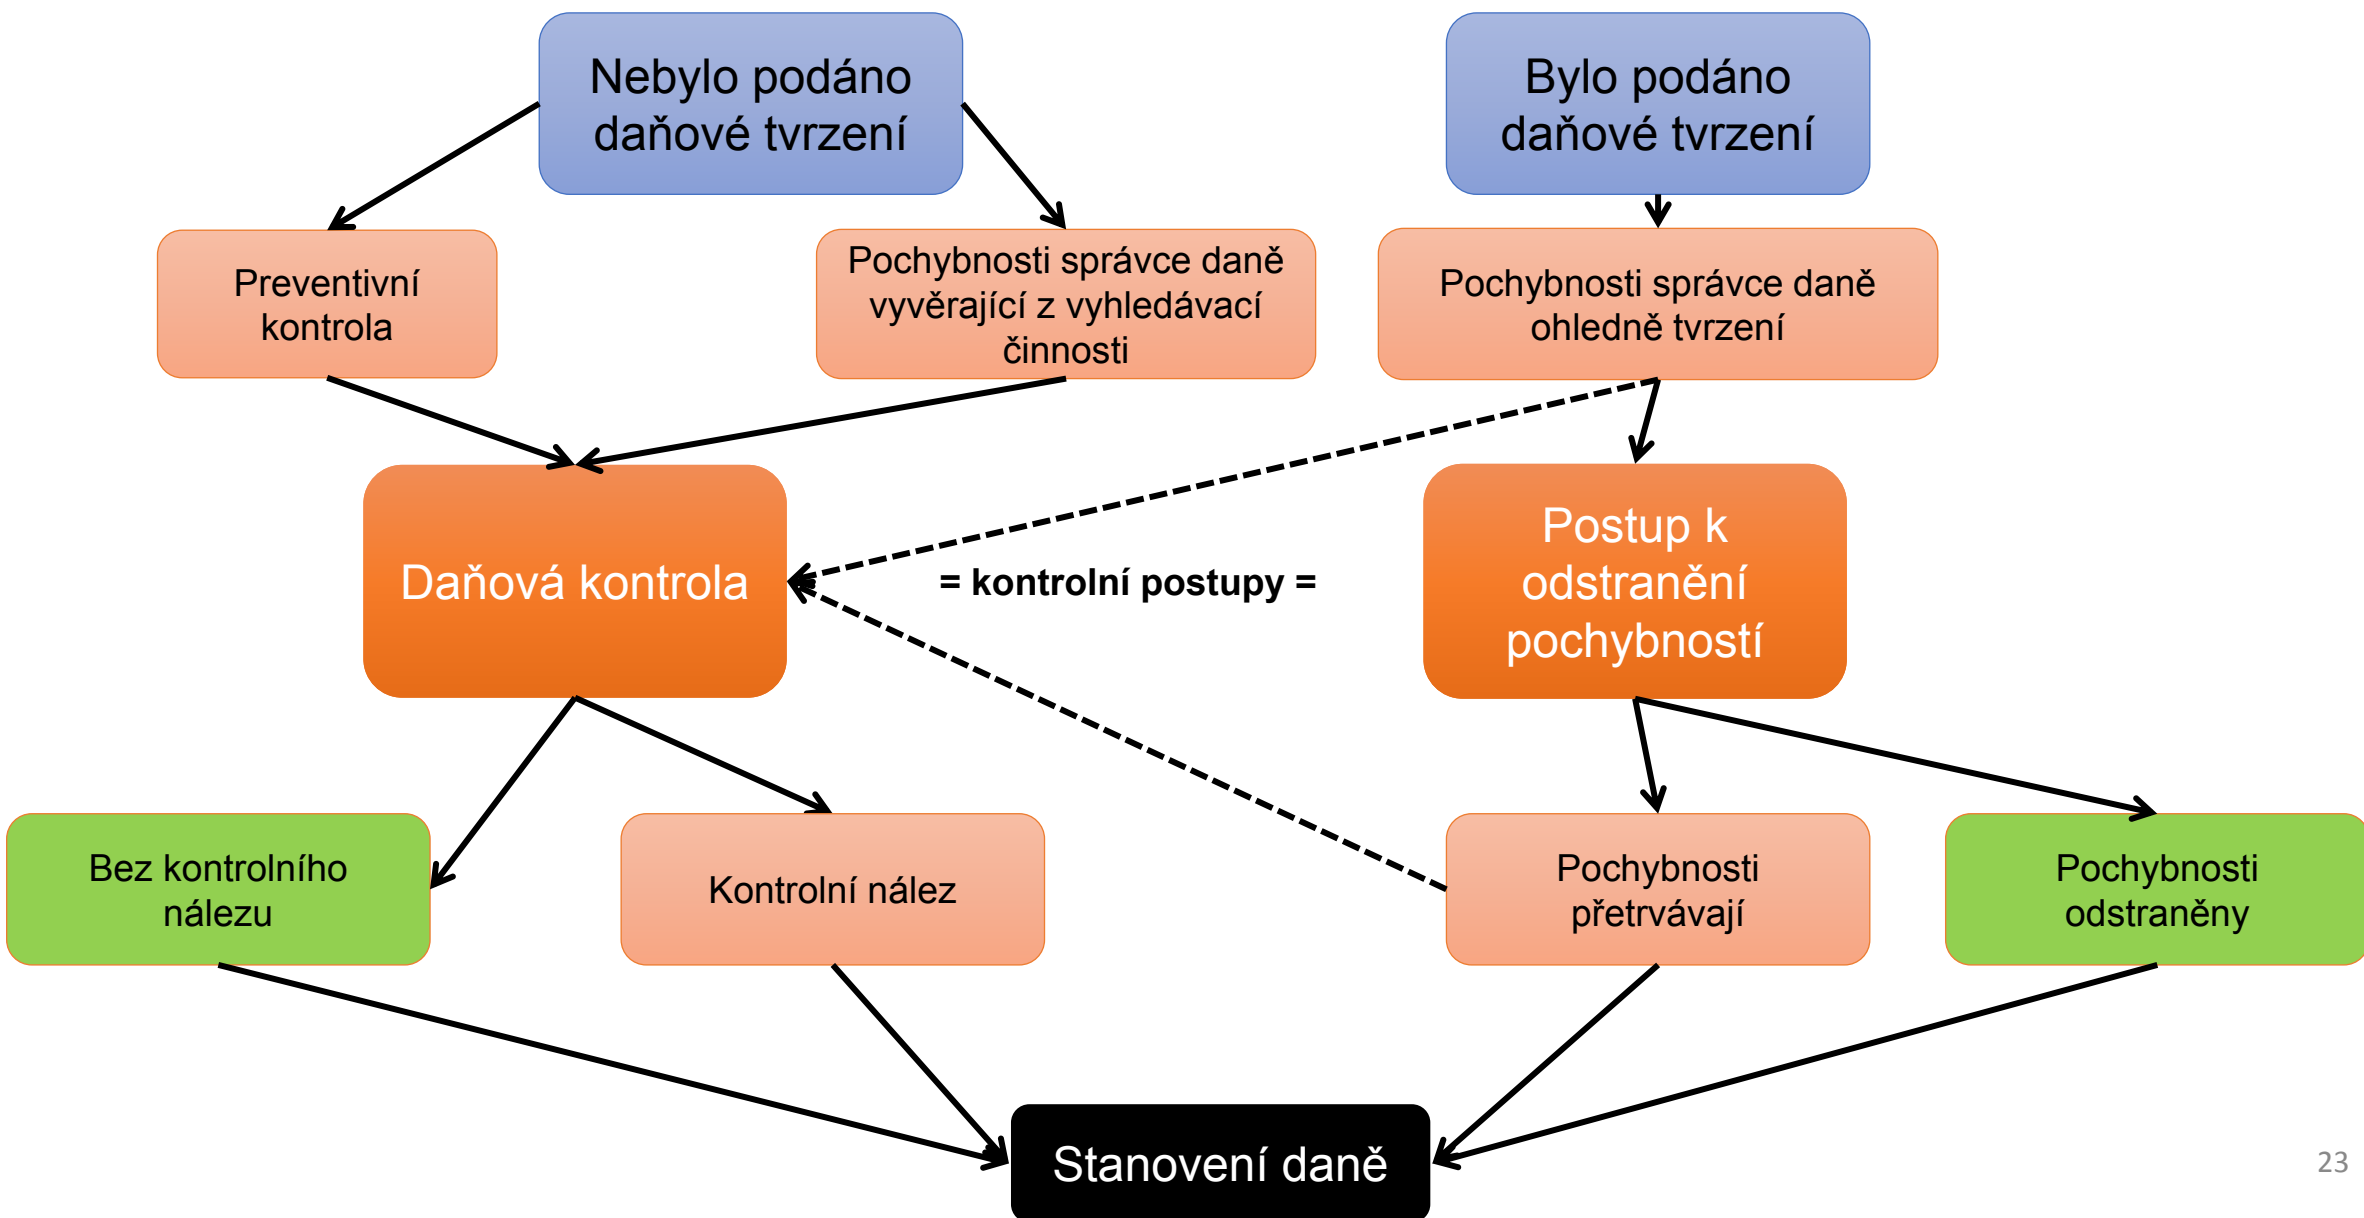 Nebylo podáno
daňové tvrzení
Bylo podáno
daňové tvrzení
Preventivní
kontrola
Pochybnosti správce daně
vyvěrající z vyhledávací
činnosti
Pochybnosti správce daně
ohledně tvrzení
Daňová kontrola
= kontrolní postupy =
Postup k
odstranění
pochybností
Bez kontrolního
nálezu
Kontrolní nález
Pochybnosti
přetrvávají
Pochybnosti
odstraněny
Stanovení daně
23